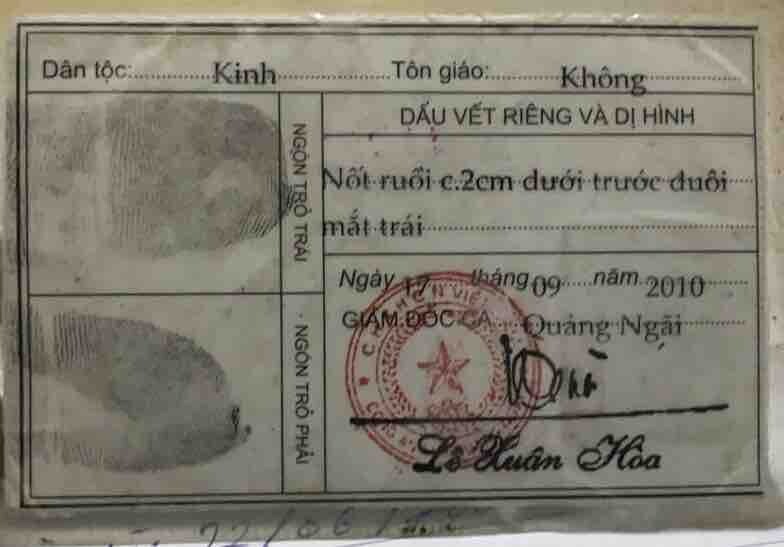 Dân tộc:..............Kinh......................Tôn giáo:..............Không
DẤU VẾT RIÊNG VÀ DỊ HÌNH
NGÓN TRỎ TRÁI
Nốt ruồi c.2cm dưới trước đuôi
mắt trái
Ngày 17 tháng 09 năm 2010
GIÁM ĐỐC CA Quảng Ngãi
NGÓN TRỎ PHẢI
Lê Xuân Hòa